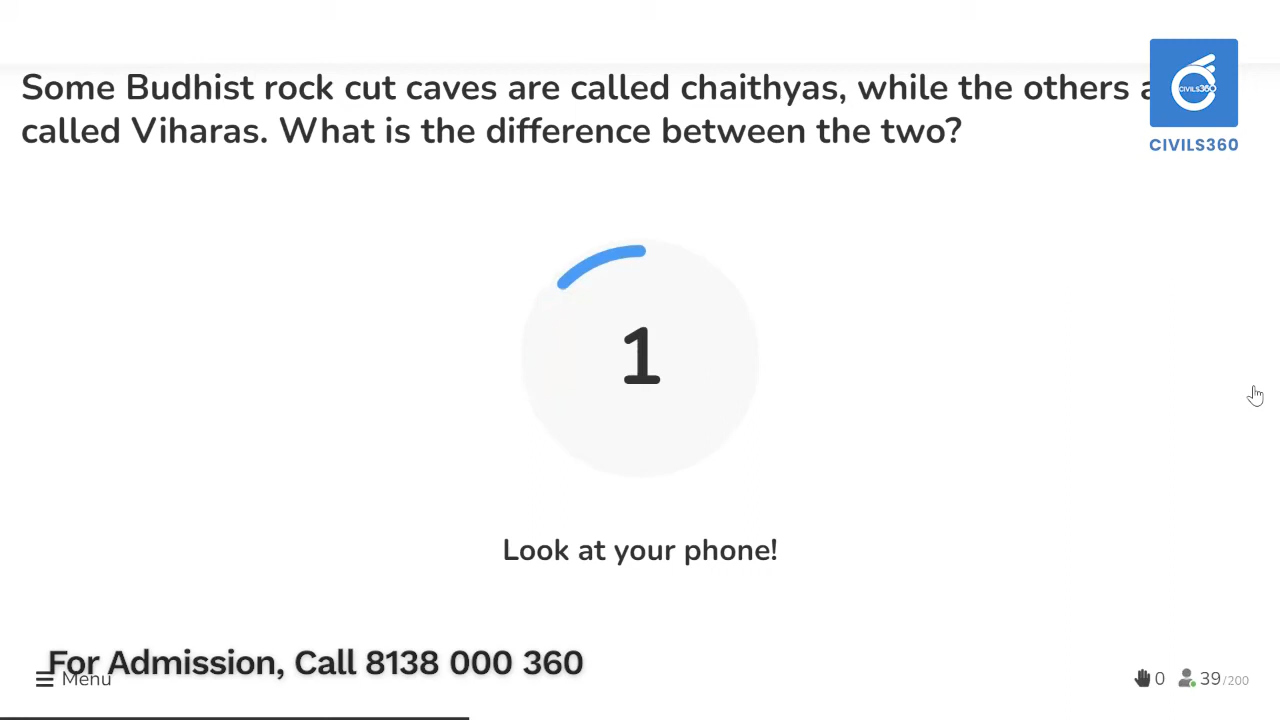 Some Budhist rock cut caves are called chaithyas, while the others
called Viharas. What is the difference between the two?
CIVILS360
CIVILS360
1
Look at your phone!
For Admission, Call 8138 000 360
Menu
0 39/200